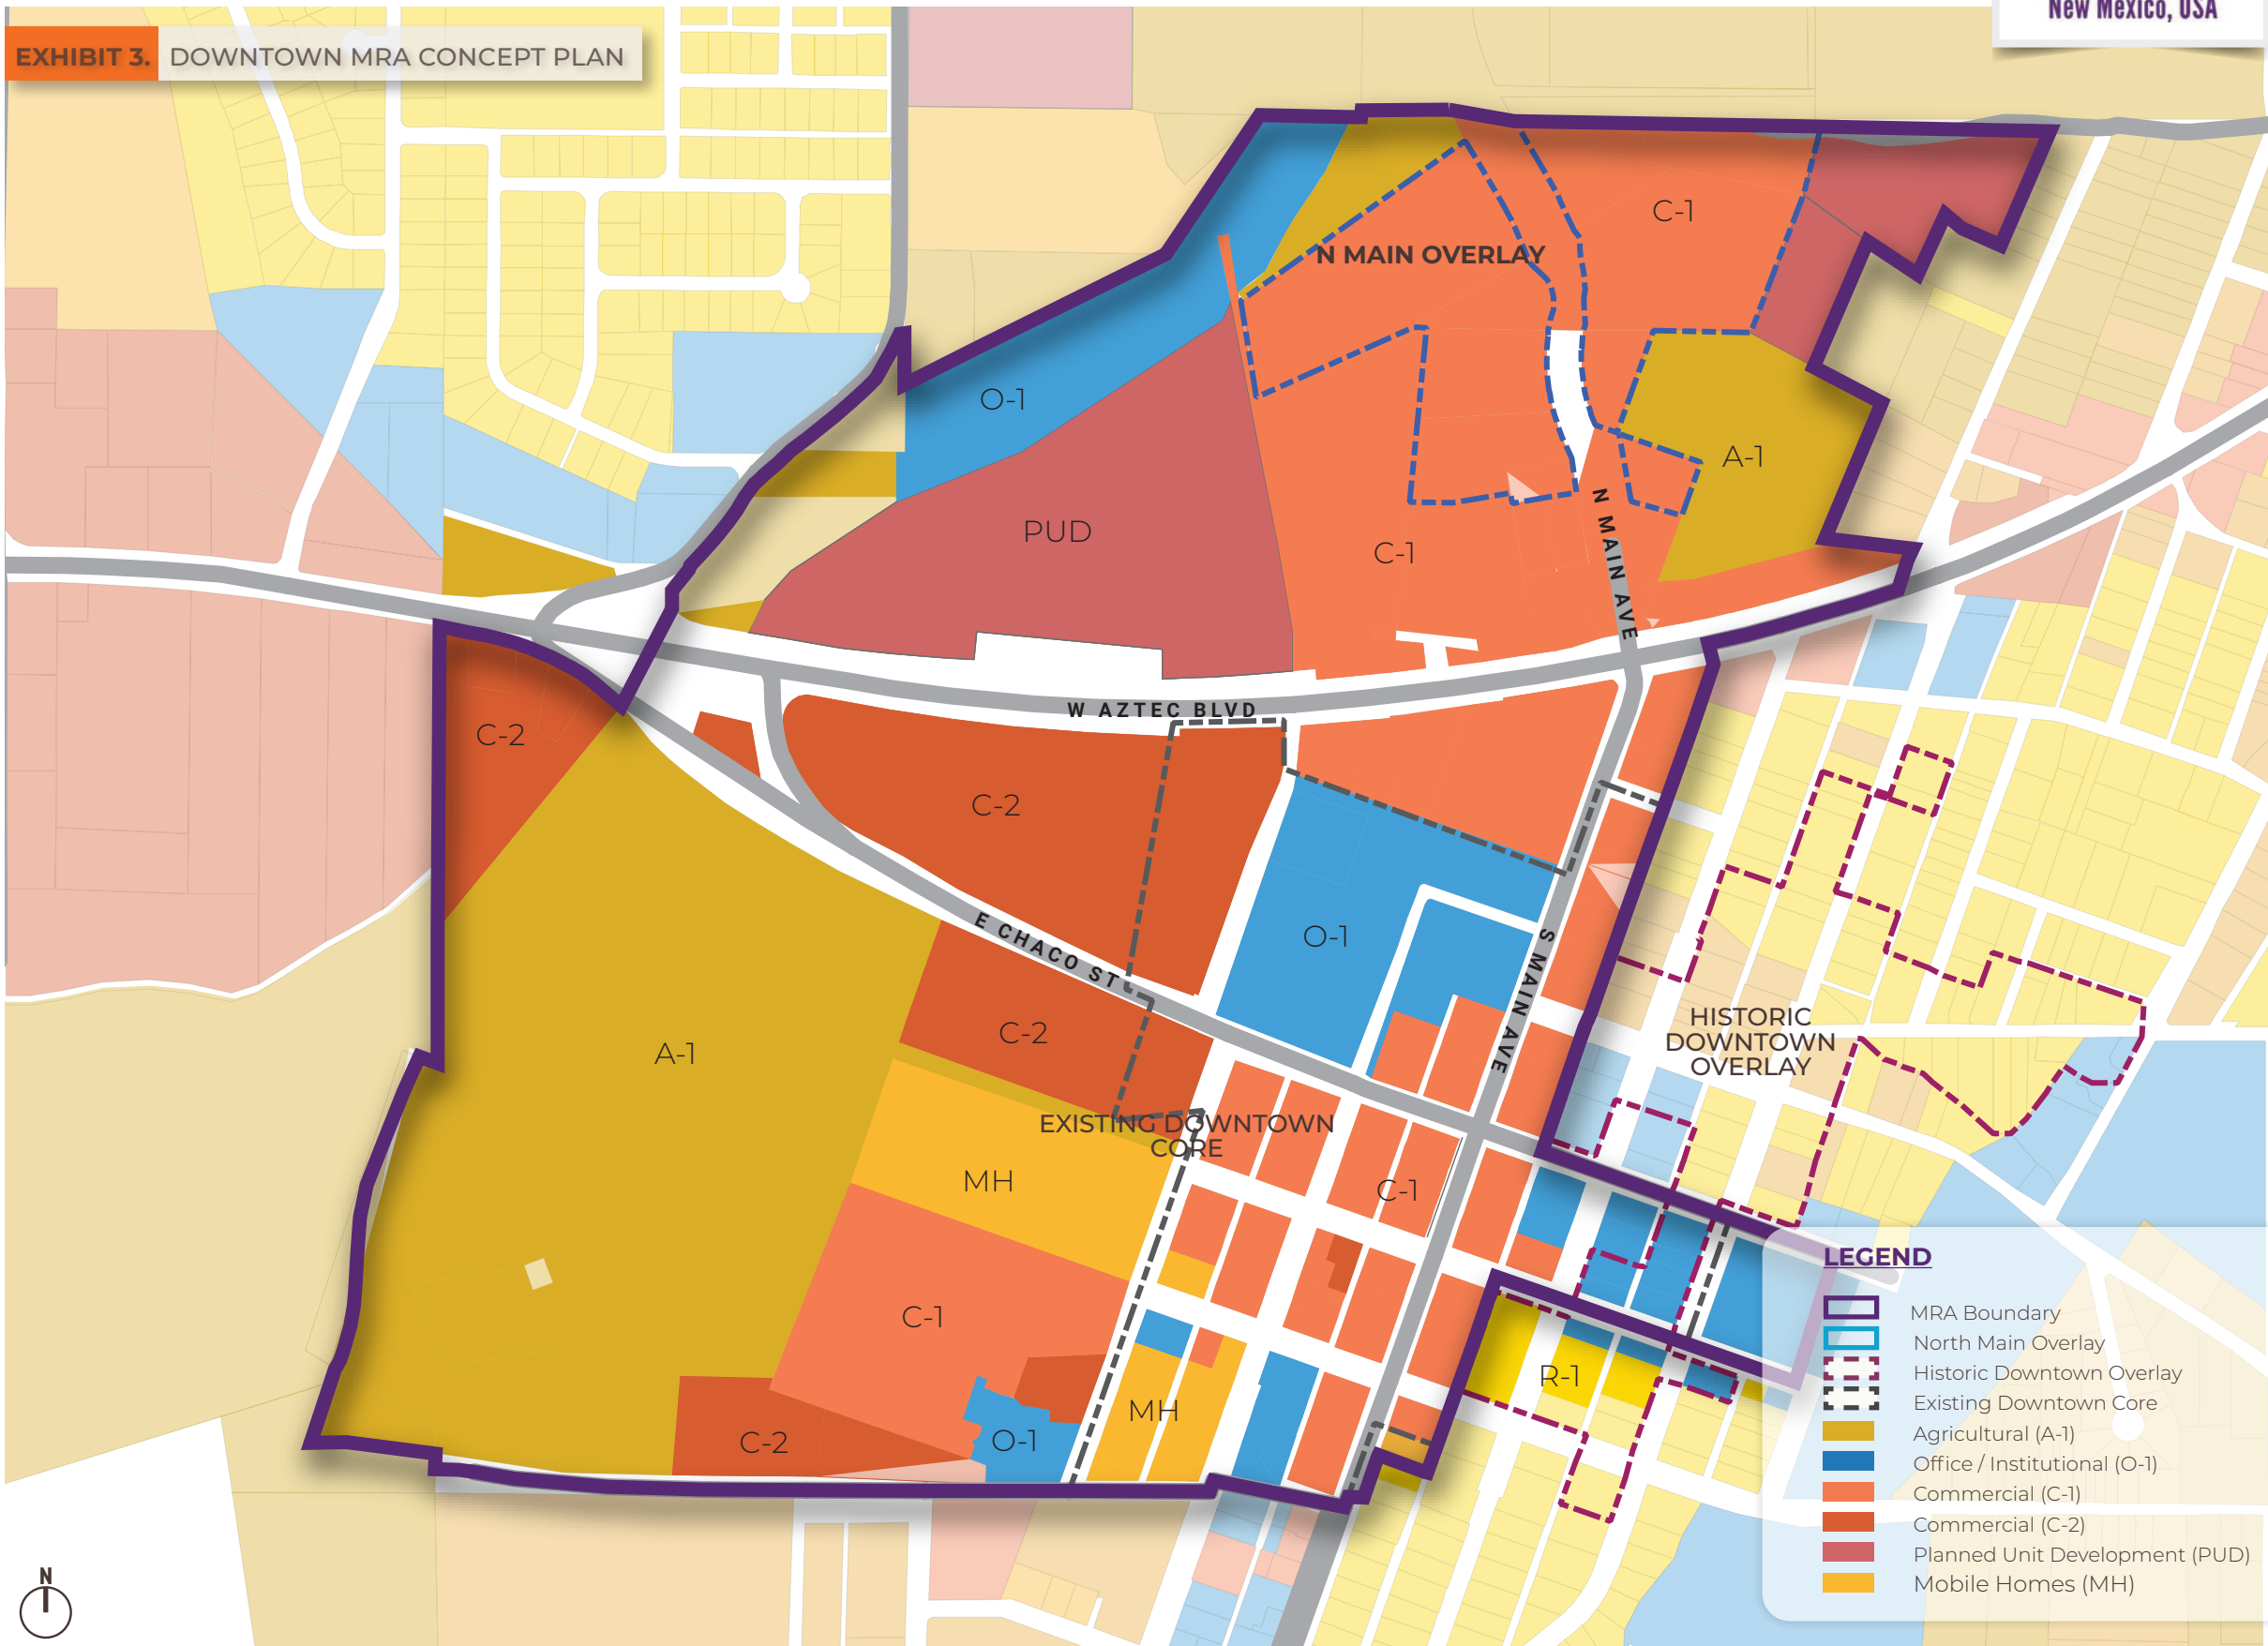 New Mexico, USA
EXHIBIT 3. DOWNTOWN MRA CONCEPT PLAN
C-1
N MAIN OVERLAY
O-1
A-1
PUD
C-1
N MAIN AVE
W AZTEC BLVD
C-2
C-2
O-1
E CHACO ST
S MAIN AVE
C-2
A-1
HISTORIC
DOWNTOWN
OVERLAY
EXISTING DOWNTOWN
CORE
MH
C-1
C-1
R-1
MH
C-2
O-1
LEGEND
MRA Boundary
North Main Overlay
Historic Downtown Overlay
Existing Downtown Core
Agricultural (A-1)
Office / Institutional (O-1)
Commercial (C-1)
Commercial (C-2)
Planned Unit Development (PUD)
Mobile Homes (MH)
N